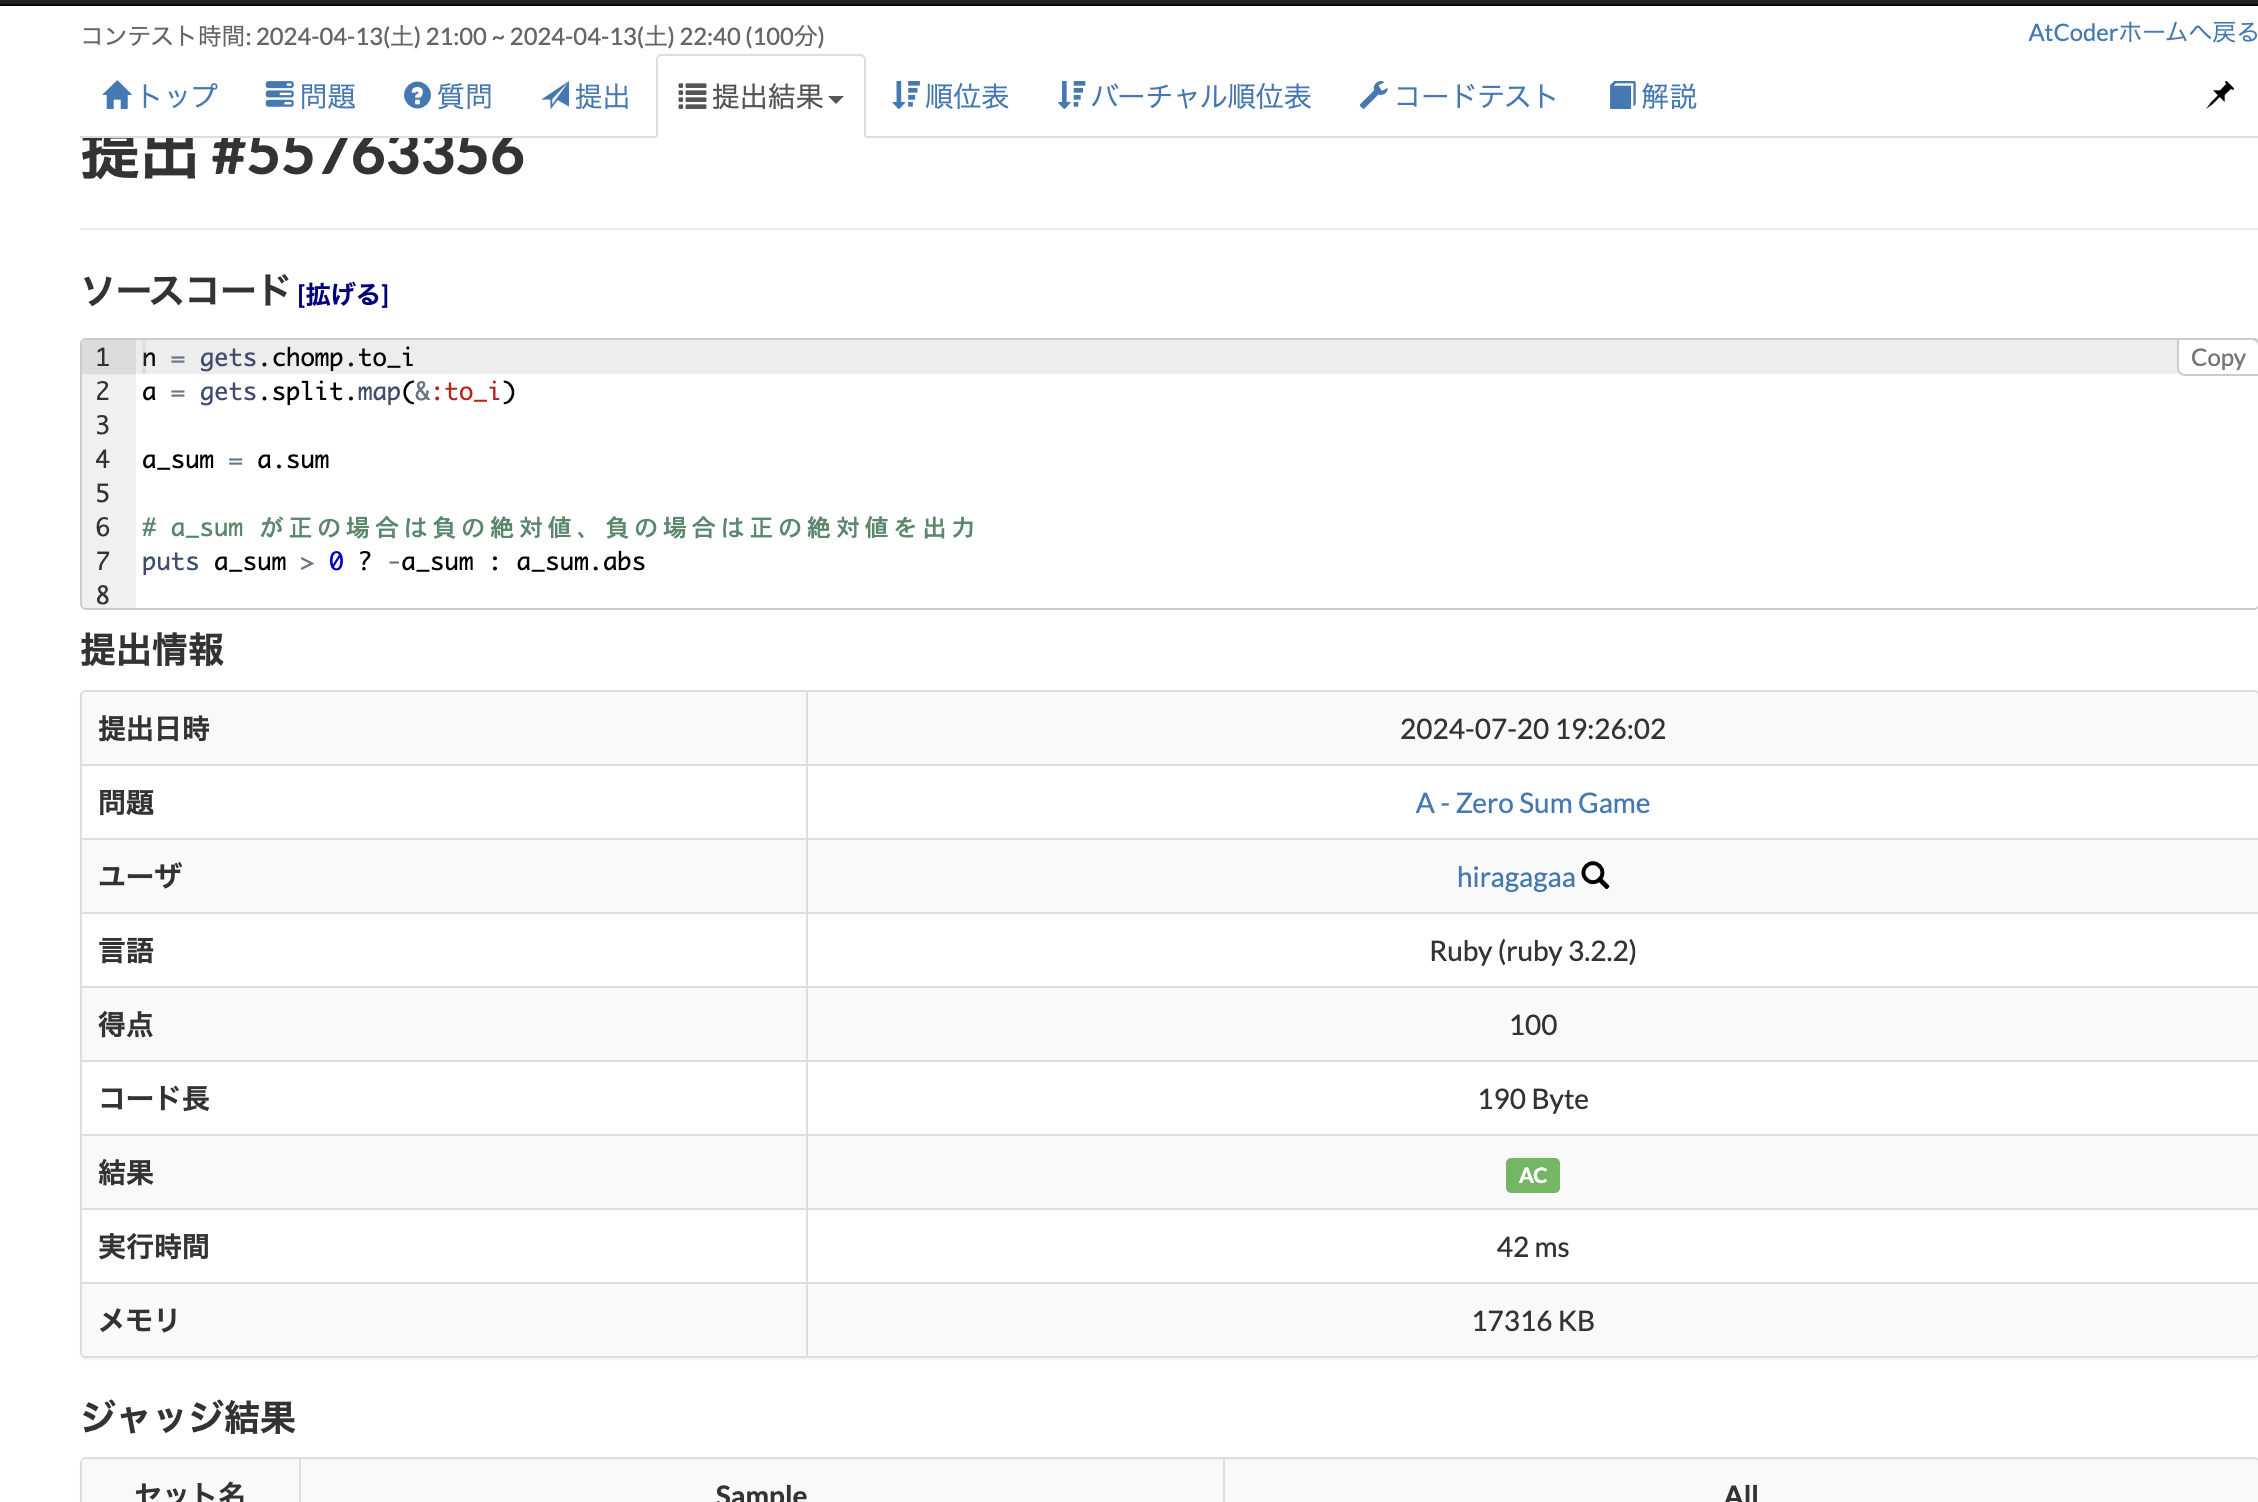 コンテスト時間: 2024-04-13(土) 21:00 ~ 2024-04-13(土) 22:40 (100分)
AtCoderホームへ戻る
トップ 問題 質問 提出 提出結果 順位表 バーチャル順位表 コードテスト 解説
提出 #55763356
ソースコード [拡げる]
Copy
1 n = gets.chomp.to_i
2 a = gets.split.map(&:to_i)
3
4 a_sum = a.sum
5
6 # a_sum が正の場合は負の絶対値、負の場合は正の絶対値を出力
7 puts a_sum > 0 ? -a_sum : a_sum.abs
8
提出情報
提出日時 2024-07-20 19:26:02
問題 A - Zero Sum Game
ユーザ hiragagaa
言語 Ruby (ruby 3.2.2)
得点 100
コード長 190 Byte
結果 AC
実行時間 42 ms
メモリ 17316 KB
ジャッジ結果
セット名 Sample All